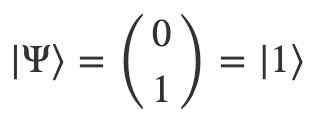 |Ψ⟩ = (0
1) = |1⟩